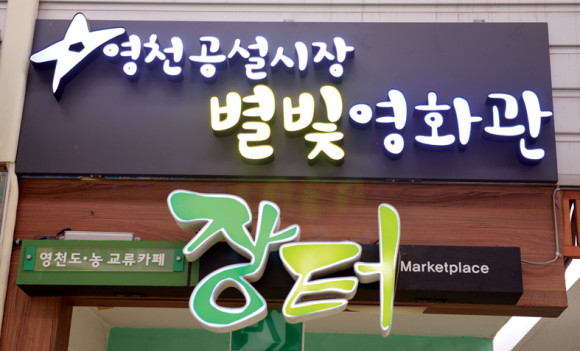 영천공설시장
별빛영화관
장터
영천도·농 교류카페
Marketplace